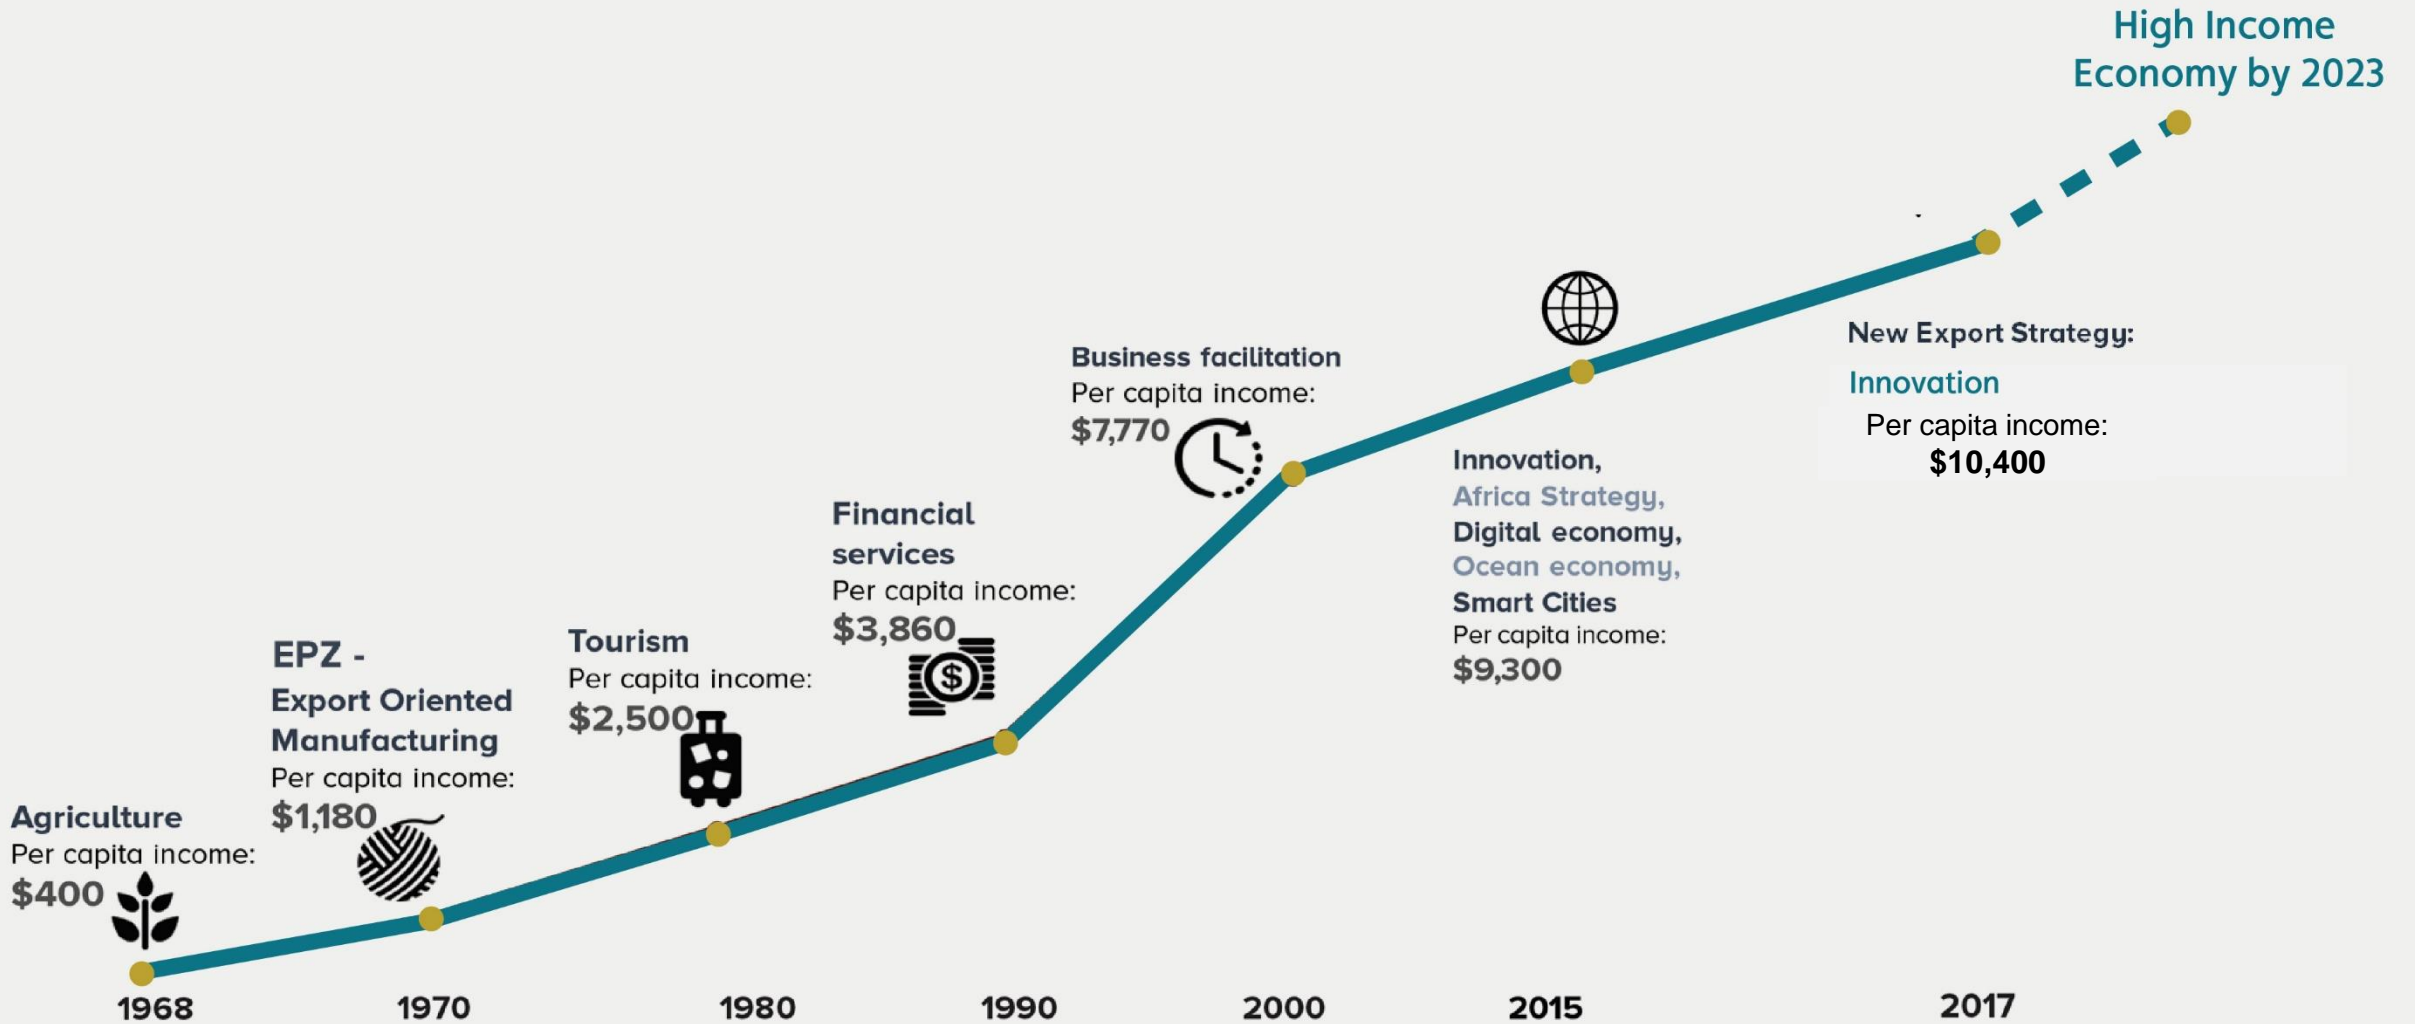 High Income
Economy by 2023
New Export Strategy:
Innovation
Per capita income:
$10,400
Business facilitation
Per capita income:
$7,770
Innovation,
Africa Strategy,
Digital economy,
Ocean economy,
Smart Cities
Per capita income:
$9,300
Financial
services
Per capita income:
$3,860
Tourism
Per capita income:
$2,500
EPZ -
Export Oriented
Manufacturing
Per capita income:
$1,180
Agriculture
Per capita income:
$400
$
1968
1970
1980
1990
2000
2015
2017